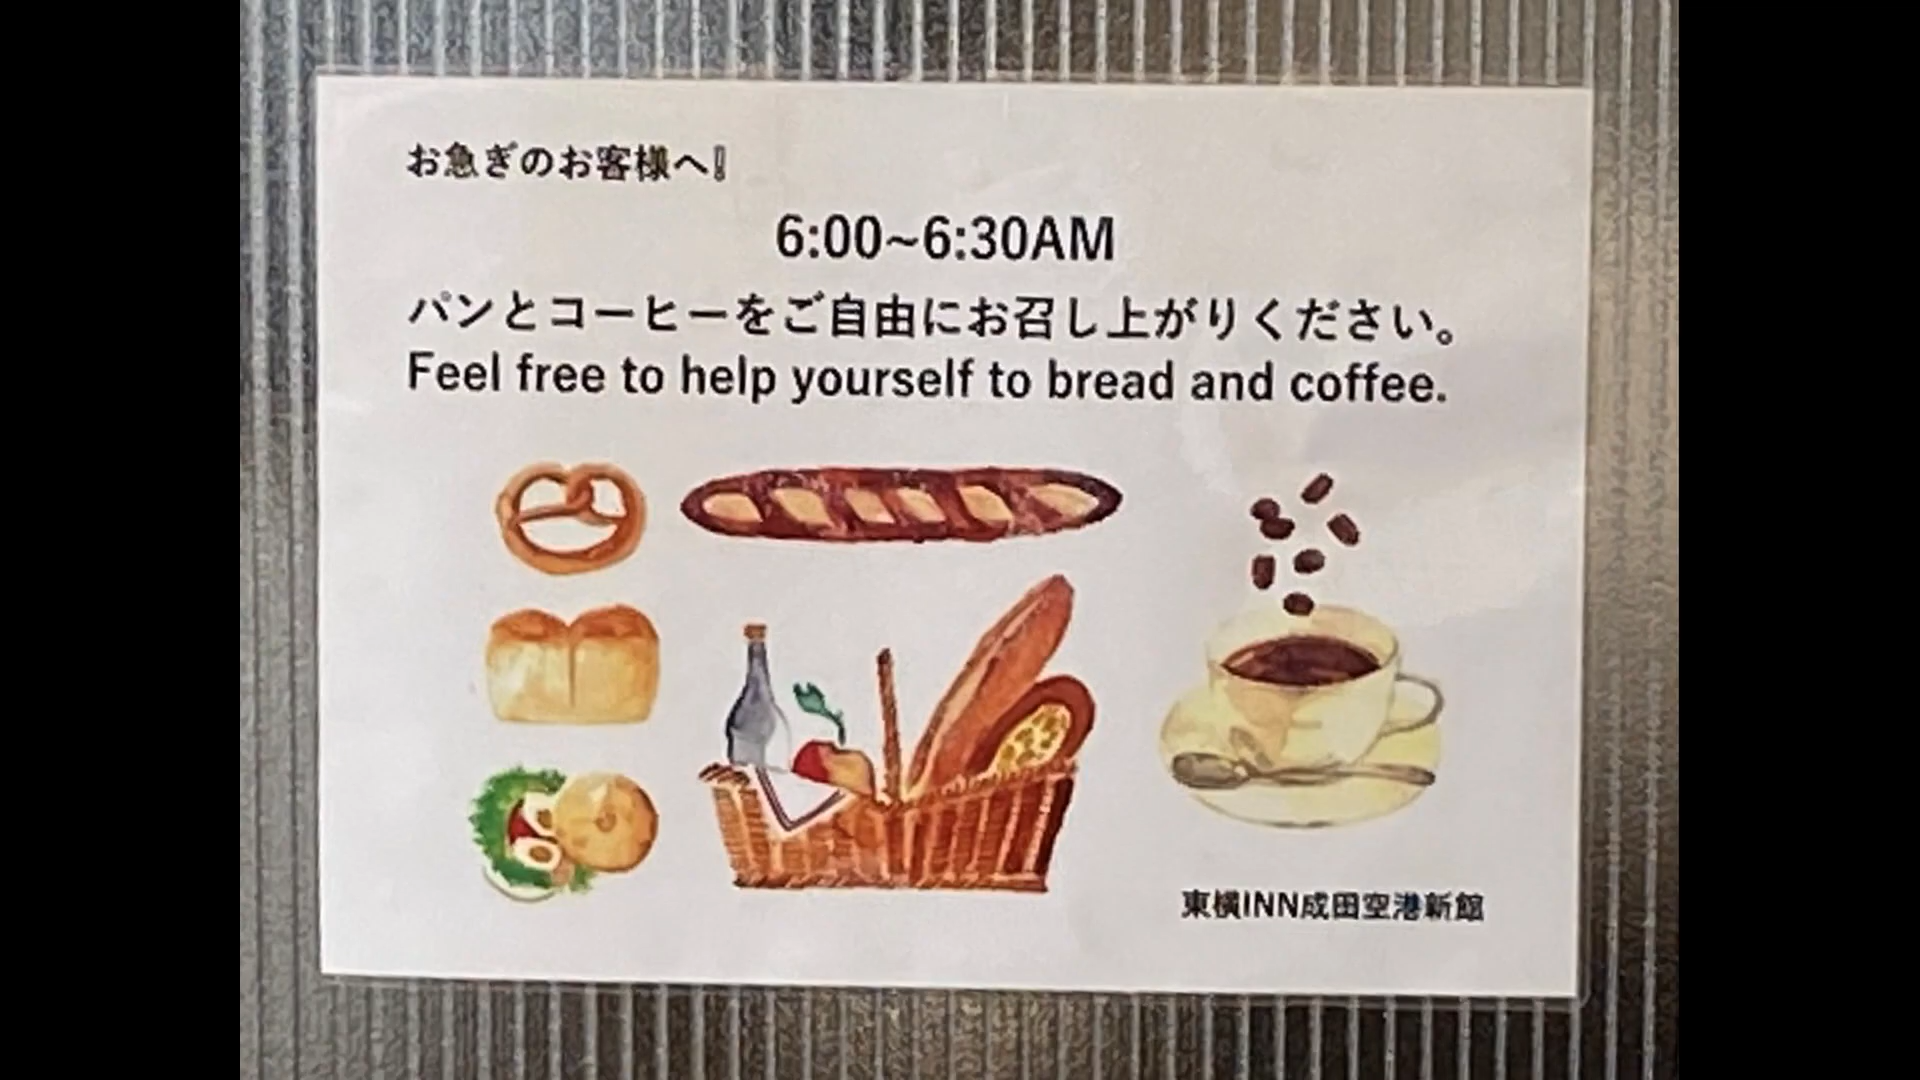 お急ぎのお客様へ!
6:00~6:30AM
パンとコーヒーをご自由にお召し上がりください。
Feel free to help yourself to bread and coffee.
東横INN成田空港新館